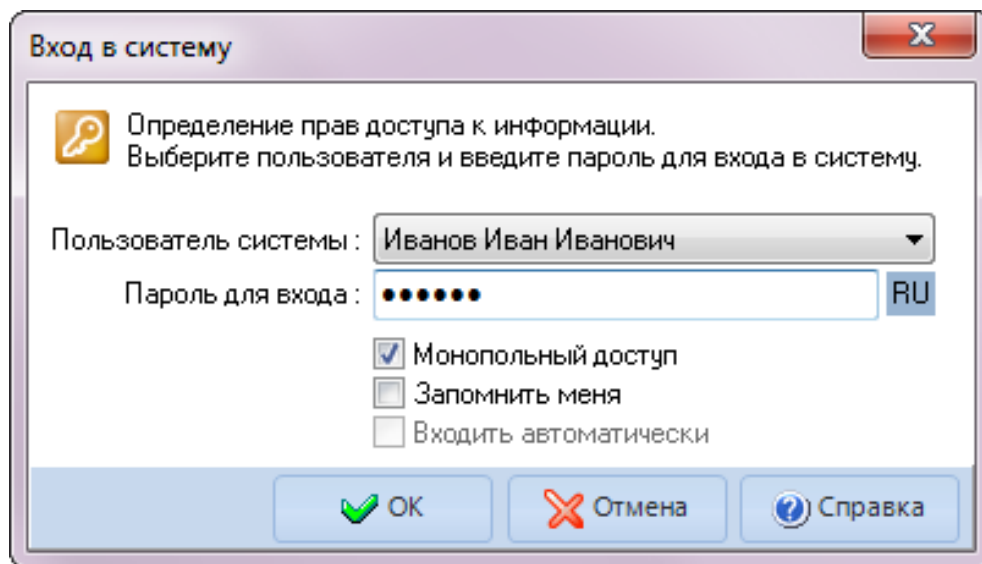 Вход в систему
Определение прав доступа к информации.
Выберите пользователя и введите пароль для входа в систему.
Пользователь системы : Иванов Иван Иванович
Пароль для входа : ●●●●●● RU
Монопольный доступ
Запомнить меня
Входить автоматически
ОК Отмена Справка